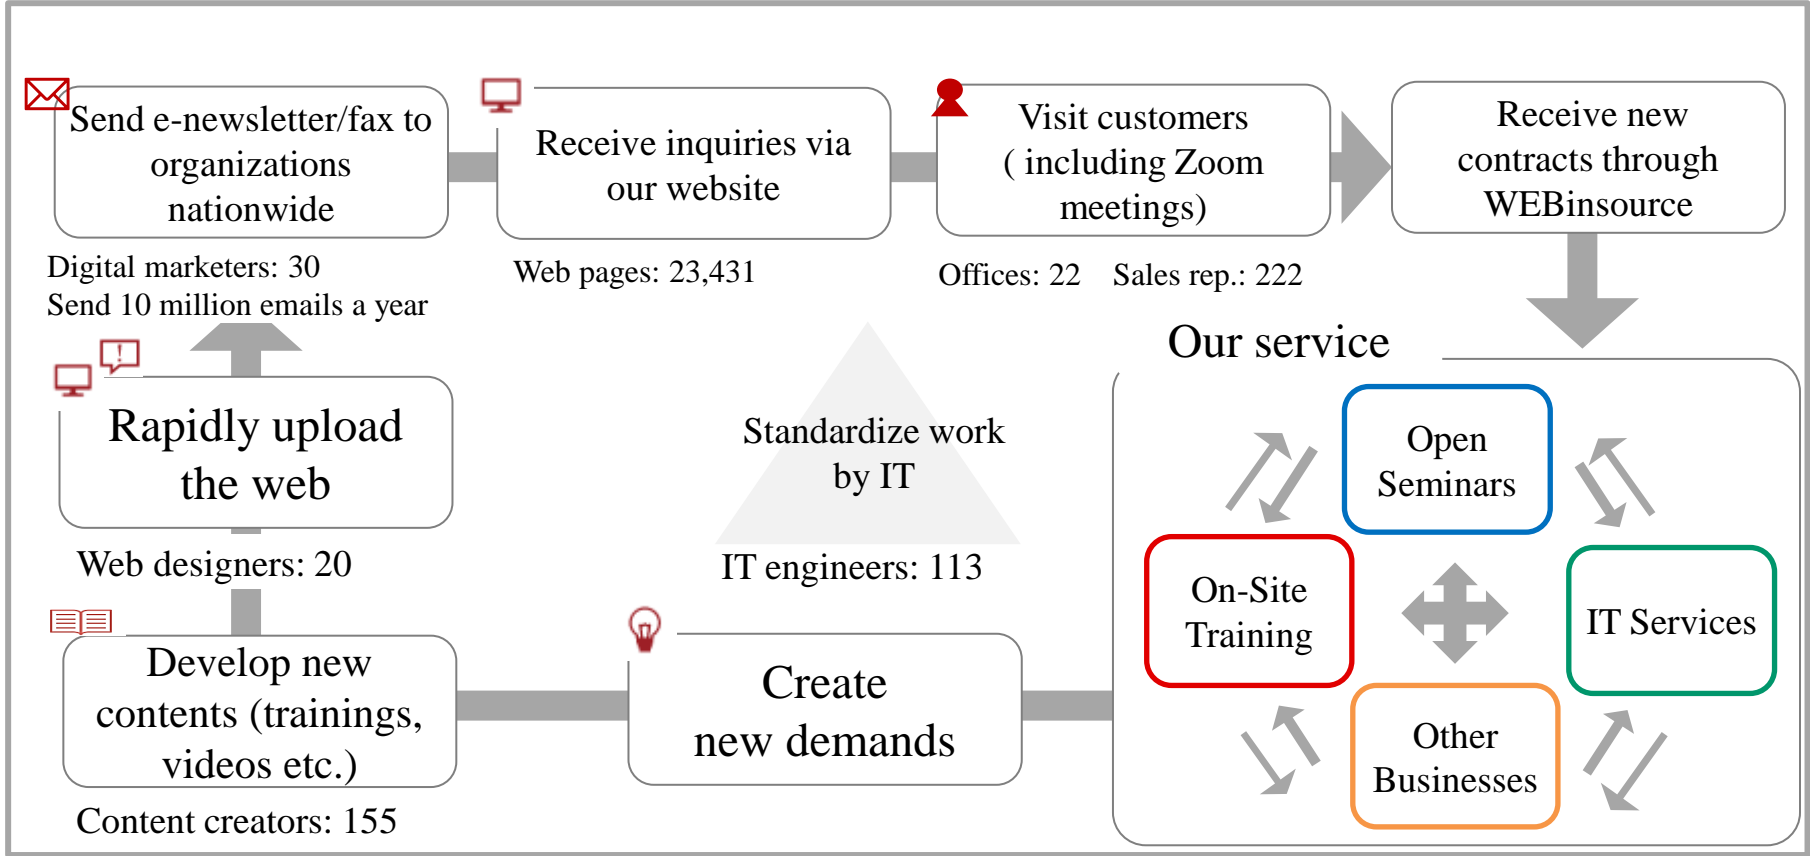 Send e-newsletter/fax to
organizations
nationwide
Digital marketers: 30
Send 10 million emails a year
Receive inquiries via
our website
Web pages: 23,431
Visit customers
( including Zoom
meetings)
Offices: 22 Sales rep.: 222
Receive new
contracts through
WEBinsource
Our service
Open
Seminars
On-Site
Training
IT Services
Other
Businesses
Standardize work
by IT
IT engineers: 113
Create
new demands
Develop new
contents (trainings,
videos etc.)
Content creators: 155
Rapidly upload
the web
Web designers: 20